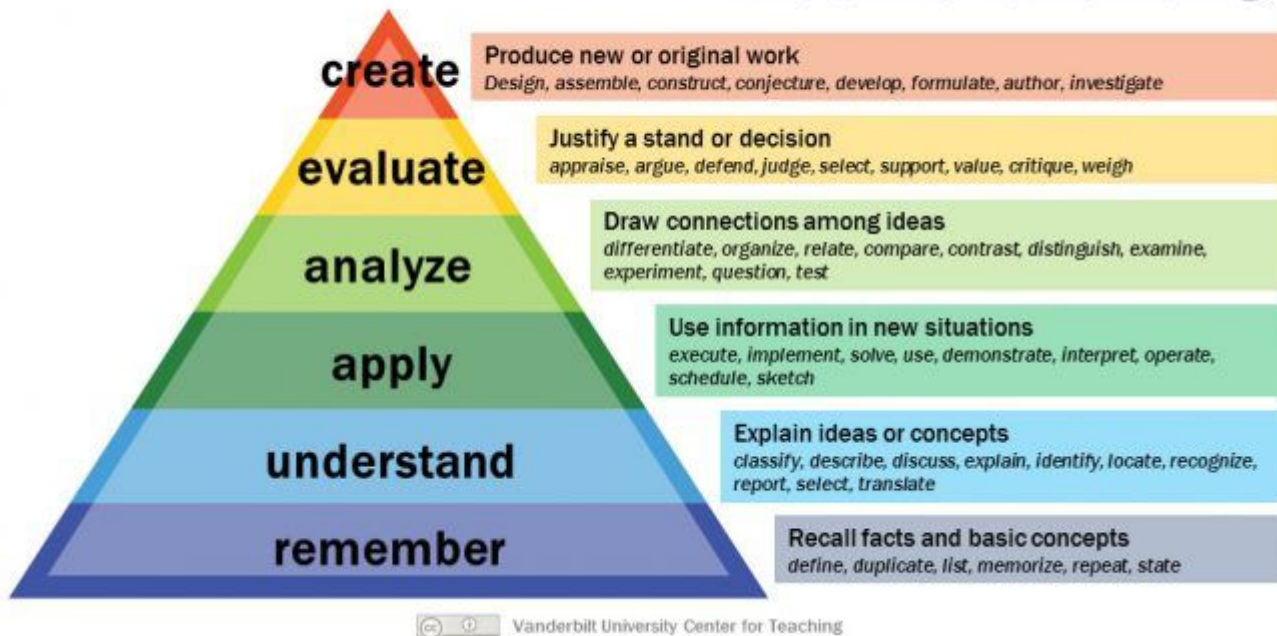 create
Produce new or original work
Design, assemble, construct, conjecture, develop, formulate, author, investigate
evaluate
Justify a stand or decision
appraise, argue, defend, judge, select, support, value, critique, weigh
analyze
Draw connections among ideas
differentiate, organize, relate, compare, contrast, distinguish, examine,
experiment, question, test
apply
Use information in new situations
execute, implement, solve, use, demonstrate, interpret, operate,
schedule, sketch
understand
Explain ideas or concepts
classify, describe, discuss, explain, identify, locate, recognize,
report, select, translate
remember
Recall facts and basic concepts
define, duplicate, list, memorize, repeat, state
cc Vanderbilt University Center for Teaching